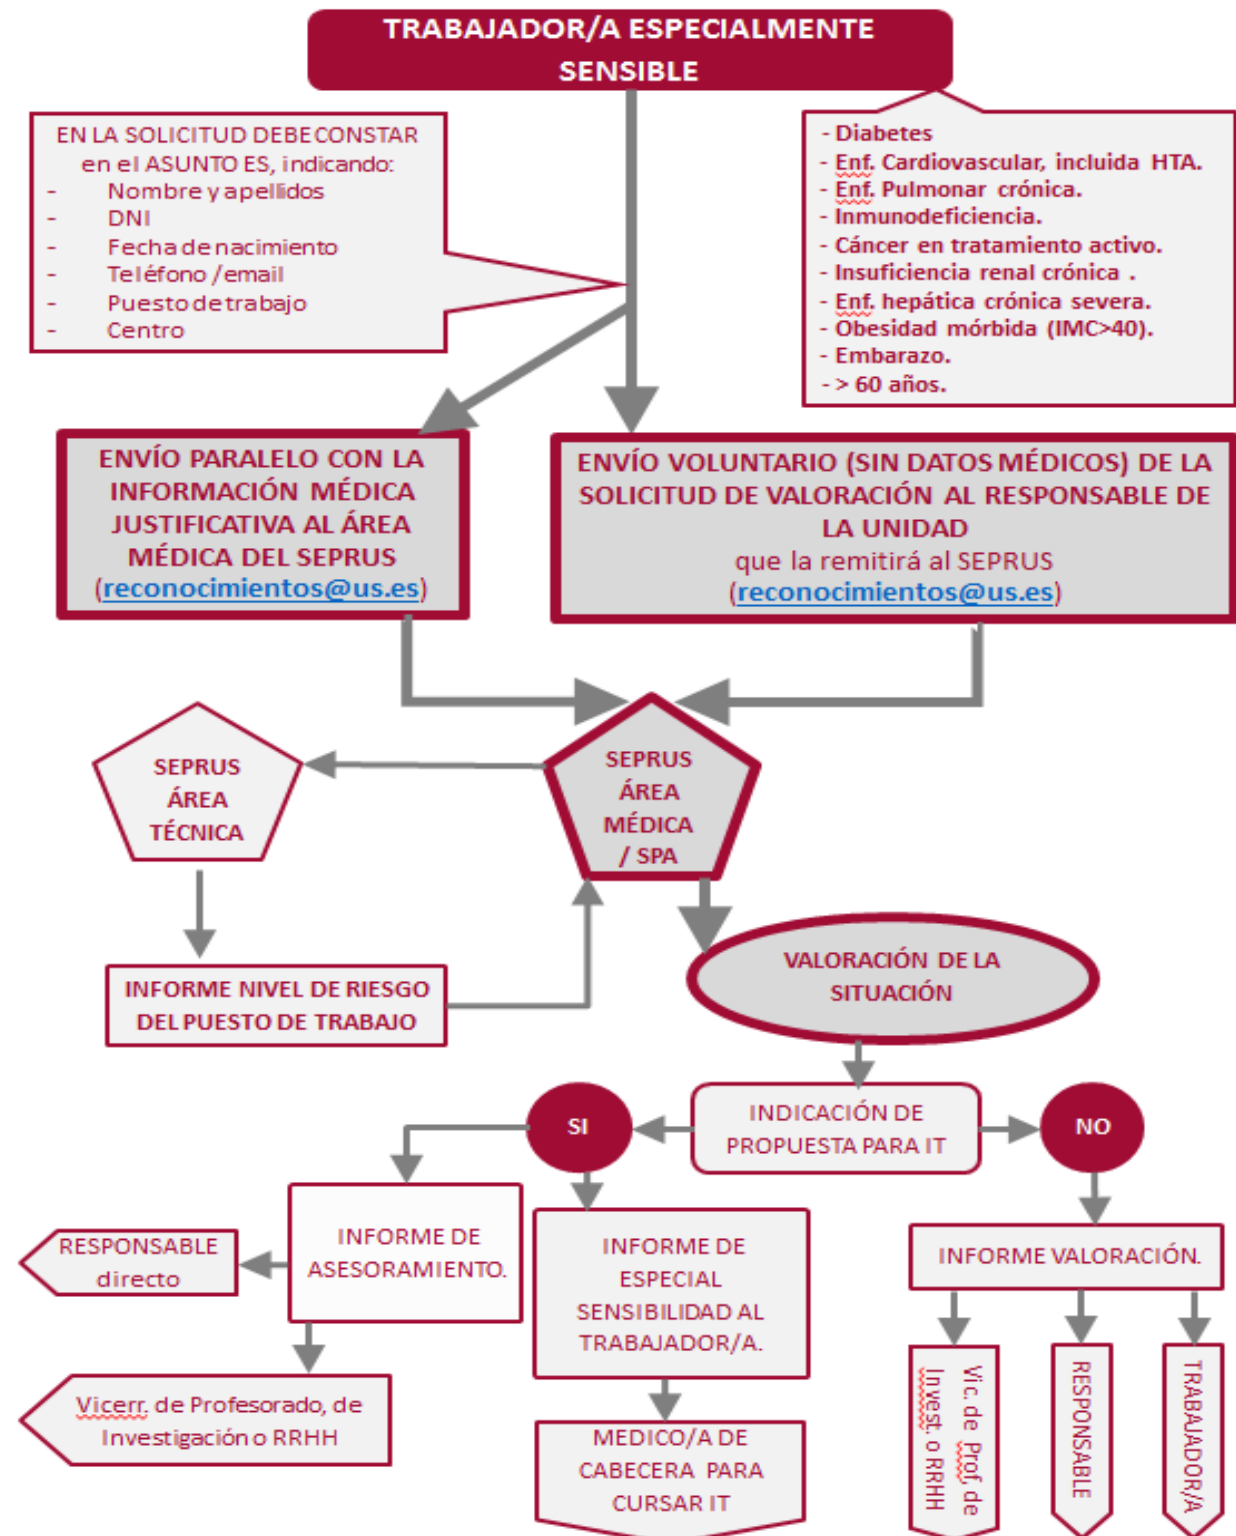 TRABAJADOR/A ESPECIALMENTE
SENSIBLE
EN LA SOLICITUD DEBE CONSTAR
en el ASUNTO ES, indicando:
- Nombre y apellidos
- DNI
- Fecha de nacimiento
- Teléfono /email
- Puesto de trabajo
- Centro
- Diabetes
- Enf. Cardiovascular, incluida HTA.
- Enf. Pulmonar crónica.
- Inmunodeficiencia.
- Cáncer en tratamiento activo.
- Insuficiencia renal crónica .
- Enf. hepática crónica severa.
- Obesidad mórbida (IMC>40).
- Embarazo.
- > 60 años.
ENVÍO PARALELO CON LA
INFORMACIÓN MÉDICA
JUSTIFICATIVA AL ÁREA
MÉDICA DEL SEPRUS
(reconocimientos@us.es)
ENVÍO VOLUNTARIO (SIN DATOS MÉDICOS) DE LA
SOLICITUD DE VALORACIÓN AL RESPONSABLE DE
LA UNIDAD
que la remitirá al SEPRUS
(reconocimientos@us.es)
SEPRUS
ÁREA
TÉCNICA
SEPRUS
ÁREA
MÉDICA
/ SPA
INFORME NIVEL DE RIESGO
DEL PUESTO DE TRABAJO
VALORACIÓN DE LA
SITUACIÓN
INDICACIÓN DE
PROPUESTA PARA IT
SI
NO
INFORME DE
ASESORAMIENTO.
RESPONSABLE
directo
Vicerr. de Profesorado, de
Investigación o RRHH
INFORME DE
ESPECIAL
SENSIBILIDAD AL
TRABAJADOR/A.
MEDICO/A DE
CABECERA PARA
CURSAR IT
INFORME VALORACIÓN.
Vic. de Prof. de
Invest. o RRHH
RESPONSABLE
TRABAJADOR/A